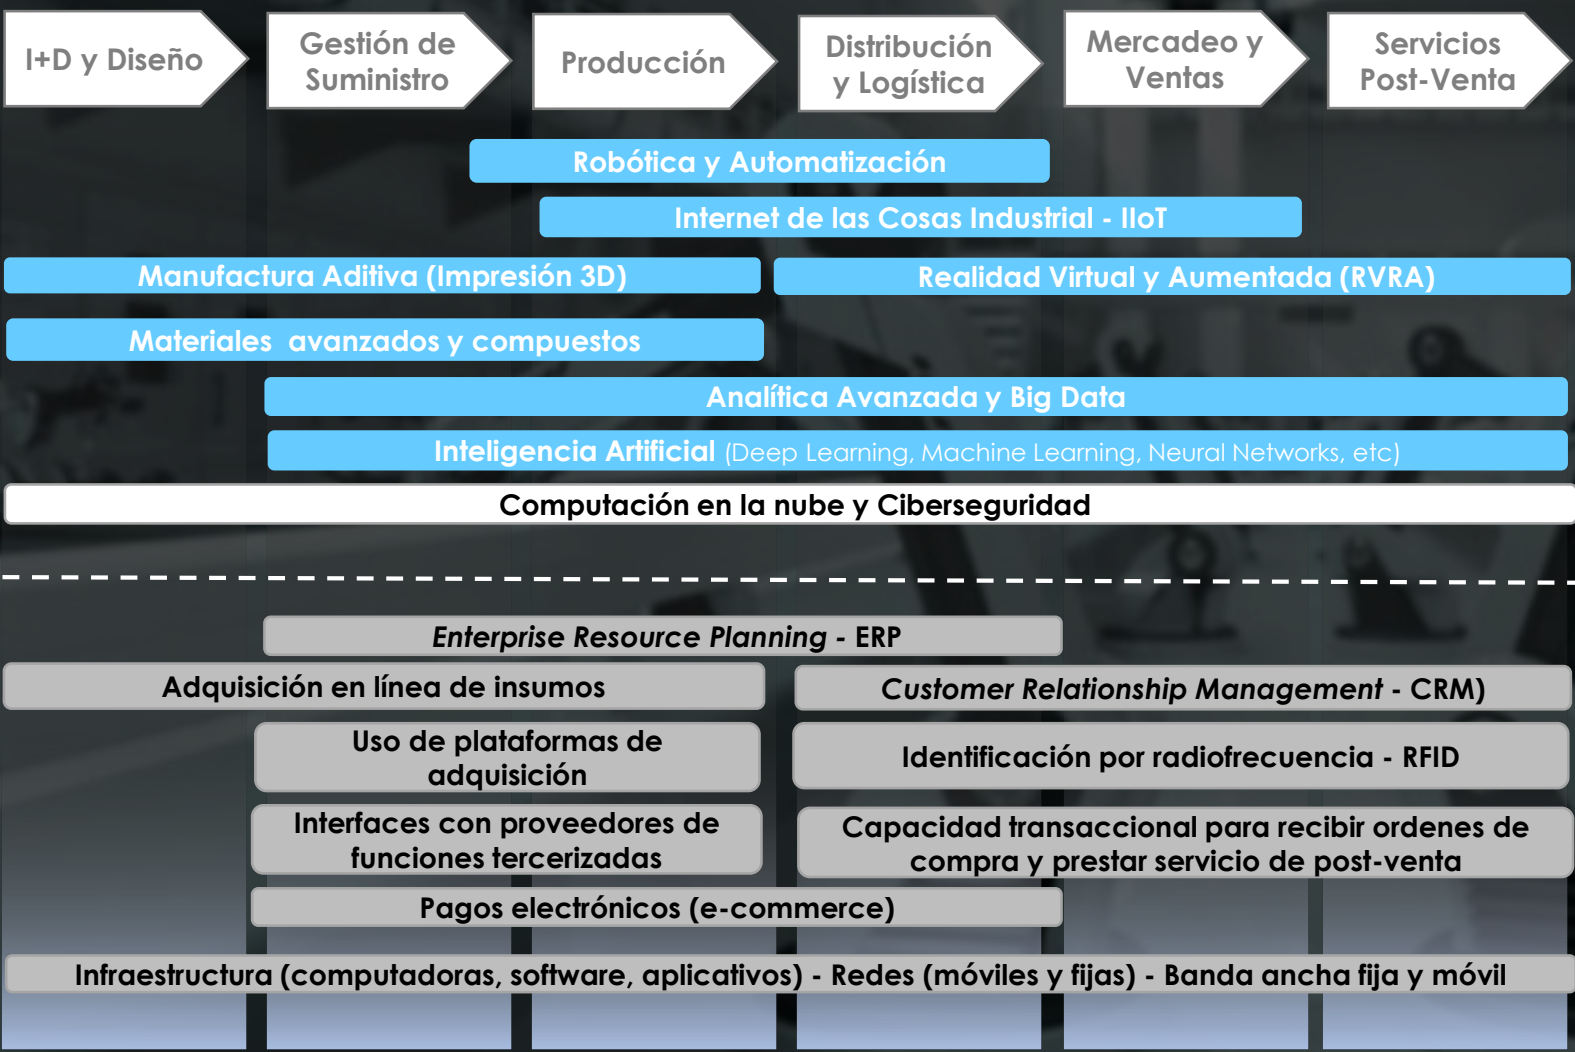 I+D y Diseño
Gestión de
Suministro
Producción
Distribución
y Logística
Mercadeo y
Ventas
Servicios
Post-Venta
Robótica y Automatización
Internet de las Cosas Industrial - IIoT
Manufactura Aditiva (Impresión 3D)
Realidad Virtual y Aumentada (RVRA)
Materiales  avanzados y compuestos
Analítica Avanzada y Big Data
Inteligencia Artificial (Deep Learning, Machine Learning, Neural Networks, etc)
Computación en la nube y Ciberseguridad
Enterprise Resource Planning - ERP
Adquisición en línea de insumos
Customer Relationship Management - CRM)
Uso de plataformas de
adquisición
Identificación por radiofrecuencia - RFID
Interfaces con proveedores de
funciones tercerizadas
Capacidad transaccional para recibir ordenes de
compra y prestar servicio de post-venta
Pagos electrónicos (e-commerce)
Infraestructura (computadoras, software, aplicativos) - Redes (móviles y fijas) - Banda ancha fija y móvil